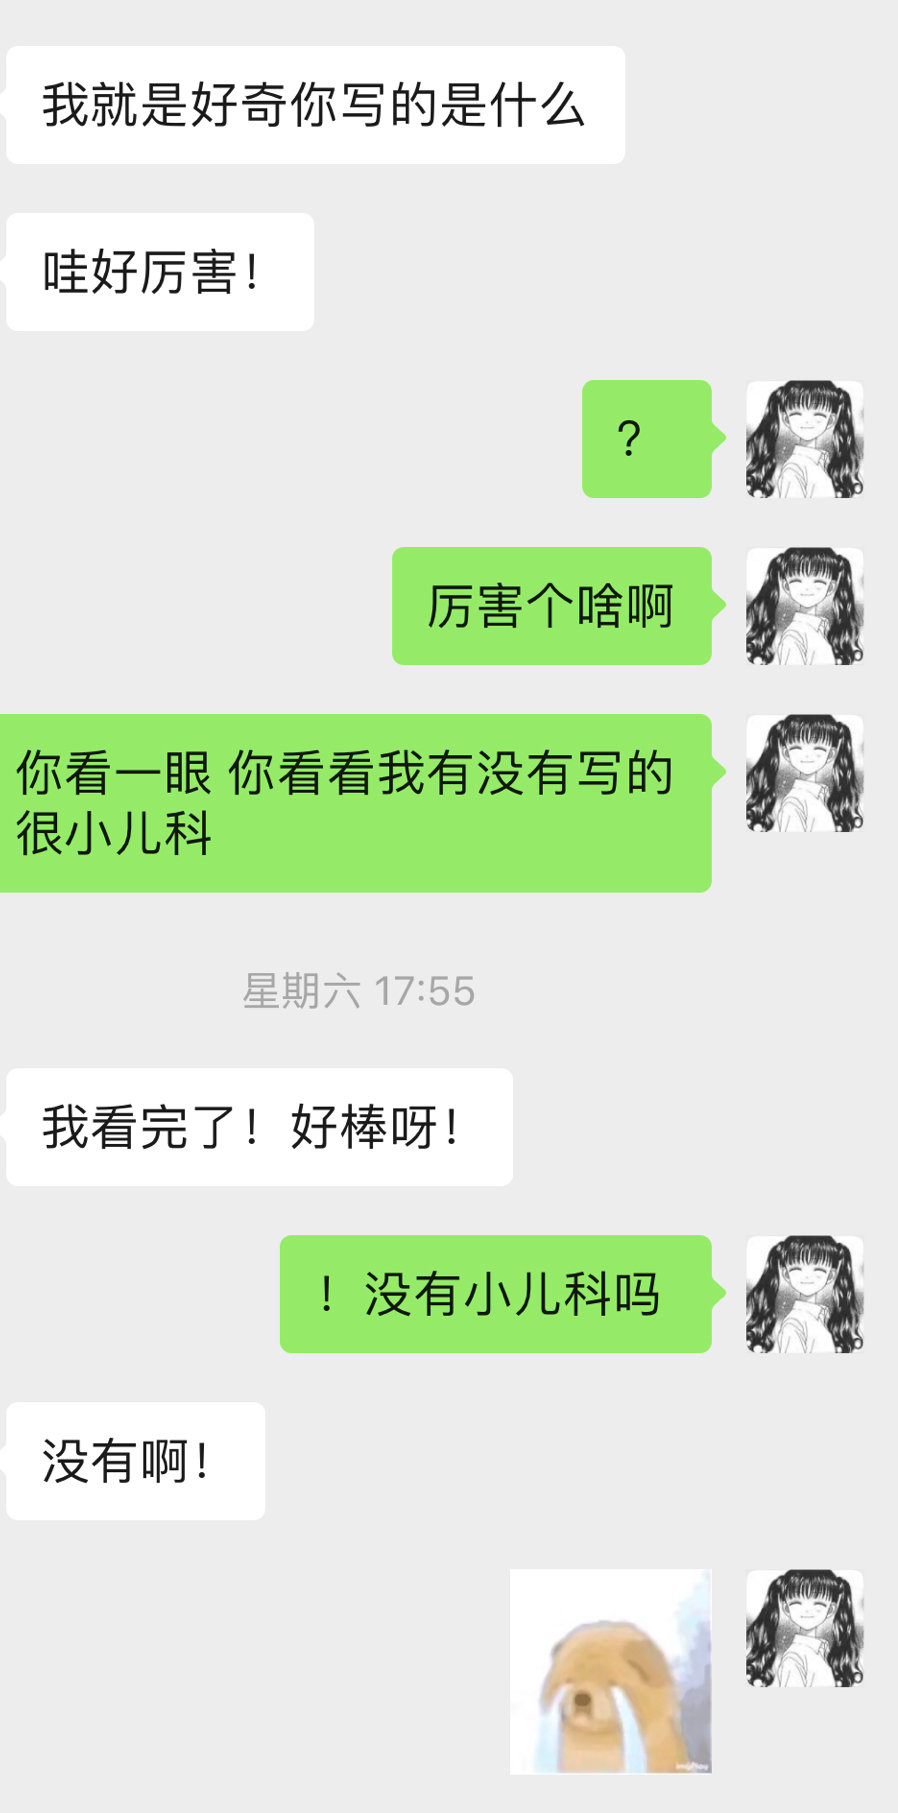 我就是好奇你写的是什么
哇好厉害！
？
厉害个啥啊
你看一眼 你看看我有没有写的
很小儿科
星期六 17:55
我看完了！好棒呀！
！没有小儿科吗
没有啊！